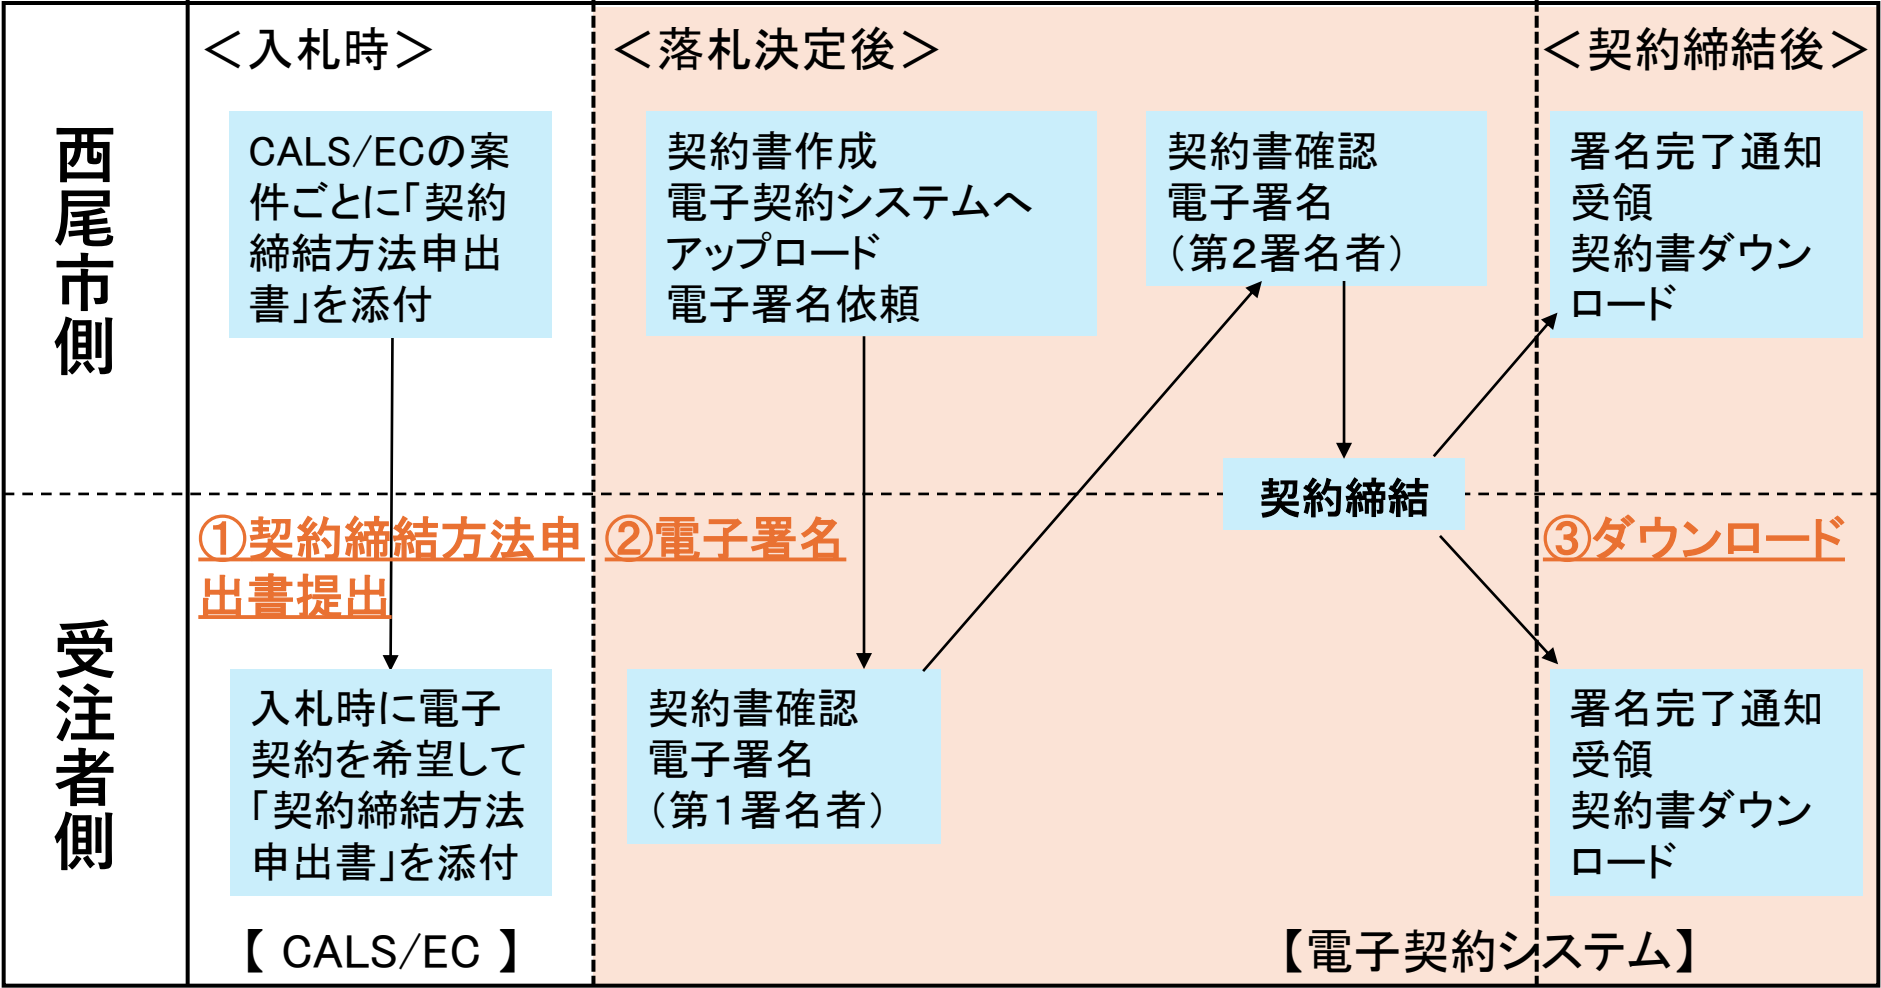 ＜入札時＞
＜落札決定後＞
＜契約締結後＞
西尾市側
CALS/ECの案
件ごとに「契約
締結方法申出
書」を添付
契約書作成
電子契約システムへ
アップロード
電子署名依頼
契約書確認
電子署名
（第２署名者）
署名完了通知
受領
契約書ダウン
ロード
契約締結
①契約締結方法申
出書提出
②電子署名
③ダウンロード
受注者側
入札時に電子
契約を希望して
「契約締結方法
申出書」を添付
契約書確認
電子署名
（第１署名者）
署名完了通知
受領
契約書ダウン
ロード
【 CALS/EC 】
【電子契約システム】